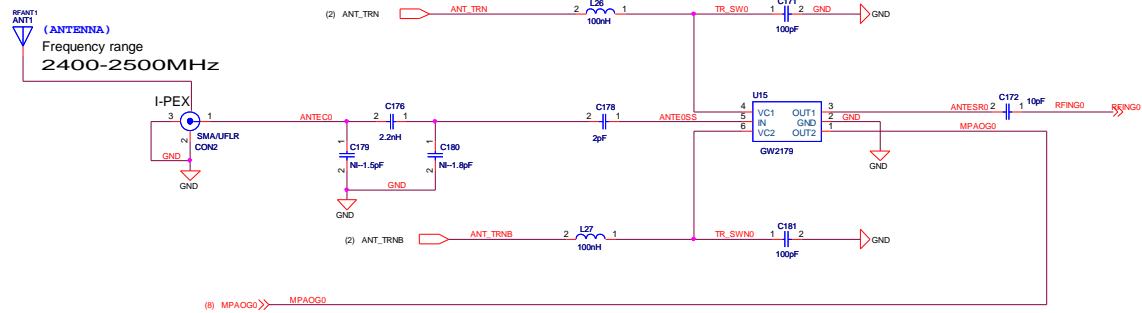 RFANT1
ANT1
(ANTENNA)
Frequency range
2400-2500MHz
(2) ANT_TRN
ANT_TRN
2
L26
1
100nH
TR_SW0
1
C171
2
GND
100pF
GND
I-PEX
3
1
2
SMA/UFLR
CON2
GND
GND
ANTEC0
2
C176
1
2.2nH
1
C179
2
NI--1.5pF
1
C180
2
NI--1.8pF
GND
GND
2
C178
1
2pF
ANTE0SS
U15
4
5
6
VC1
IN
VC2
OUT1
GND
OUT2
3
2
1
GW2179
ANTESR0
2
C172
1
10pF
RFING0
RFING0
GND
MPAOG0
GND
(2) ANT_TRNB
ANT_TRNB
2
L27
1
100nH
TR_SWN0
1
C181
2
100pF
GND
(8) MPAOG0
MPAOG0